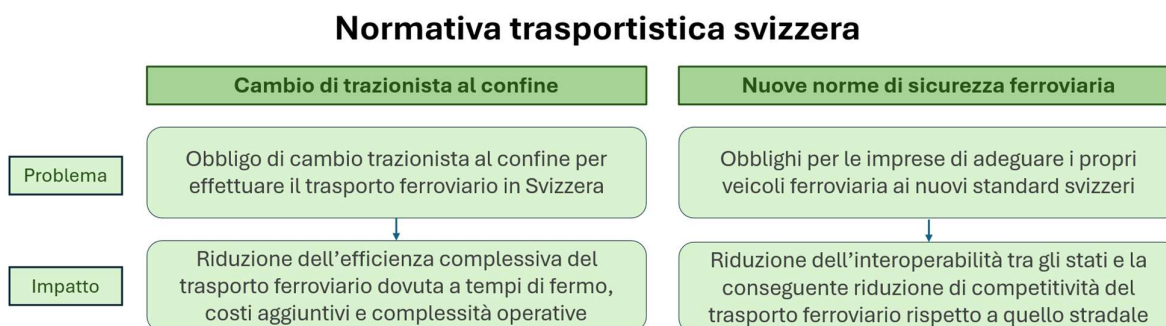 Normativa trasportistica svizzera
Cambio di trazionista al confine
Nuove norme di sicurezza ferroviaria
Problema
Obbligo di cambio trazionista al confine per
effettuare il trasporto ferroviario in Svizzera
Obblighi per le imprese di adeguare i propri
veicoli ferroviaria ai nuovi standard svizzeri
Impatto
Riduzione dell’efficienza complessiva del
trasporto ferroviario dovuta a tempi di fermo,
costi aggiuntivi e complessità operative
Riduzione dell’interoperabilità tra gli stati e la
conseguente riduzione di competitività del
trasporto ferroviario rispetto a quello stradale